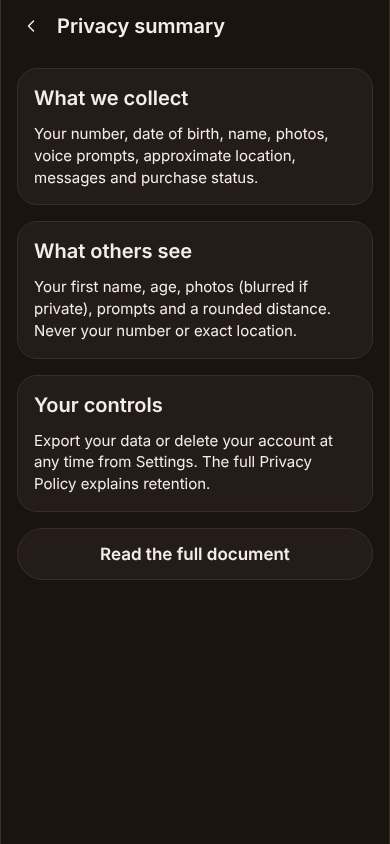 Privacy summary
What we collect
Your number, date of birth, name, photos,
voice prompts, approximate location,
messages and purchase status.
What others see
Your first name, age, photos (blurred if
private), prompts and a rounded distance.
Never your number or exact location.
Your controls
Export your data or delete your account at
any time from Settings. The full Privacy
Policy explains retention.
Read the full document